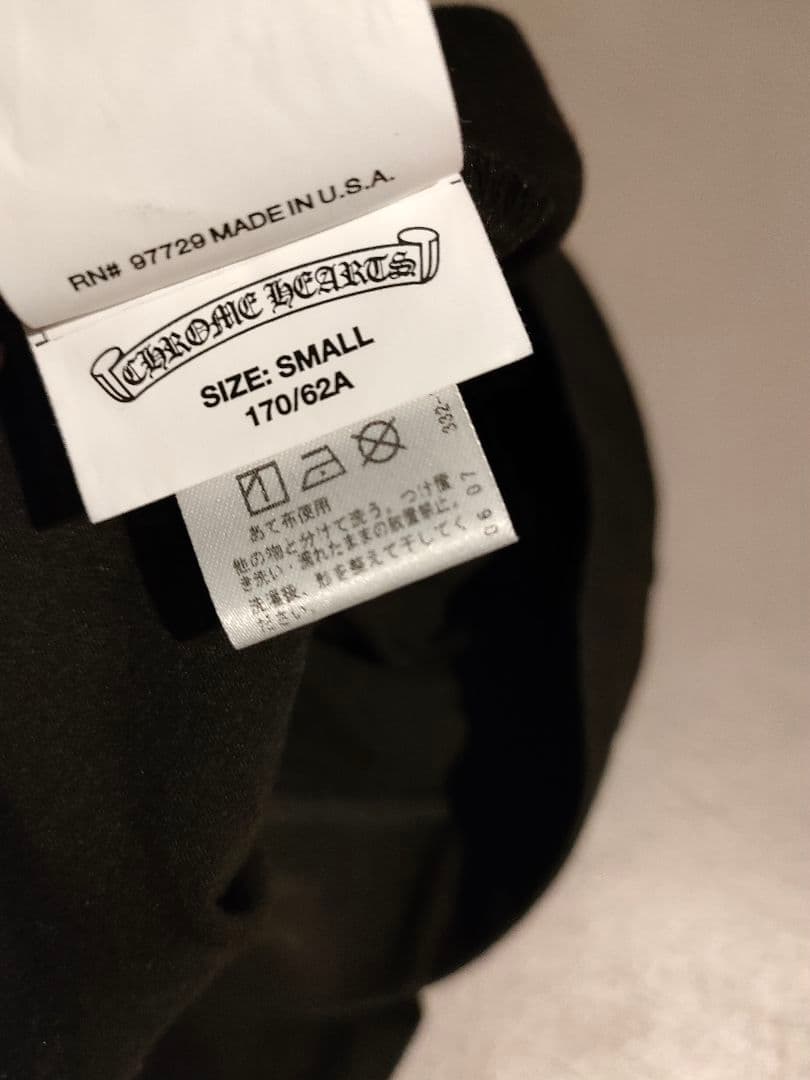 RN# 97729 MADE IN U.S.A.
CHROME HEARTS
SIZE: SMALL
170/62A
332-
あて布使用
他の物と分けて洗う。つけ置
き洗い・濡れたままの放置禁止。
洗濯後、形を整えて干してく
ださい。
06 07